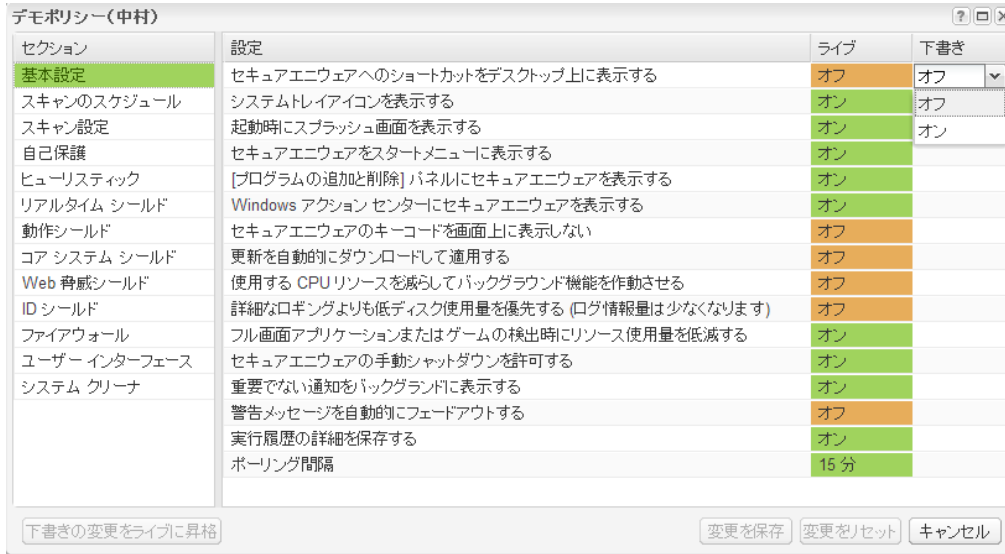 デモポリシー(中村)
セクション 設定 ライブ 下書き
基本設定 セキュアエニウェアへのショートカットをデスクトップ上に表示する オフ オフ
スキャンのスケジュール システムトレイアイコンを表示する オン オフ
スキャン設定 起動時にスプラッシュ画面を表示する オン オン
自己保護 セキュアエニウェアをスタートメニューに表示する オン
ヒューリスティック [プログラムの追加と削除] パネルにセキュアエニウェアを表示する オン
リアルタイム シールド Windows アクション センターにセキュアエニウェアを表示する オン
動作シールド セキュアエニウェアのキーコードを画面上に表示しない オフ
コア システム シールド 更新を自動的にダウンロードして適用する オフ
Web 脅威シールド 使用する CPU リソースを減らしてバックグラウンド機能を作動させる オフ
ID シールド 詳細なロギングよりも低ディスク使用量を優先する (ログ情報量は少なくなります) オフ
ファイアウォール フル画面アプリケーションまたはゲームの検出時にリソース使用量を低減する オン
ユーザー インターフェース セキュアエニウェアの手動シャットダウンを許可する オン
システム クリーナ 重要でない通知をバックグランドに表示する オン
警告メッセージを自動的にフェードアウトする オフ
実行履歴の詳細を保存する オン
ポーリング間隔 15 分
下書きの変更をライブに昇格 変更を保存 変更をリセット キャンセル